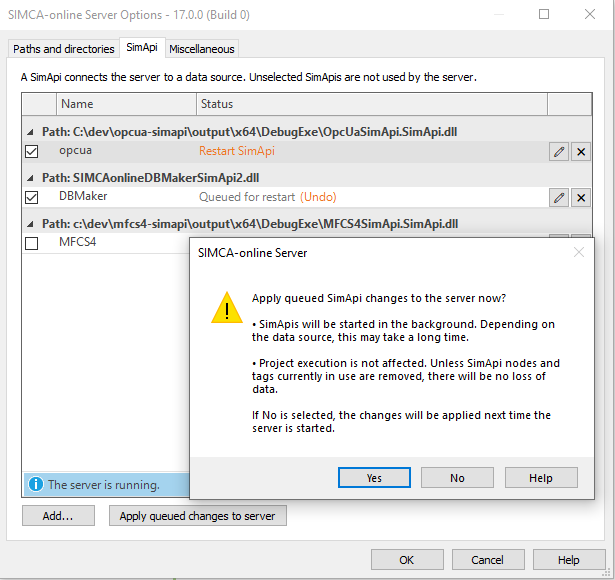 SIMCA-online Server Options - 17.0.0 (Build 0)
Paths and directories SimApi Miscellaneous
A SimApi connects the server to a data source. Unselected SimApis are not used by the server.
Name Status
Path: C:\dev\opcua-simapi\output\x64\DebugExe\OpcUaSimApi.SimApi.dll
opcua Restart SimApi
Path: SIMCAonlineDBMakerSimApi2.dll
DBMaker Queued for restart (Undo)
Path: c:\dev\mfcs4-simapi\output\x64\DebugExe\MFCS4SimApi.SimApi.dll
MFCS4
SIMCA-online Server
Apply queued SimApi changes to the server now?
• SimApis will be started in the background. Depending on
the data source, this may take a long time.
• Project execution is not affected. Unless SimApi nodes and
tags currently in use are removed, there will be no loss of
data.
If No is selected, the changes will be applied next time the
server is started.
Yes No Help
The server is running.
Add... Apply queued changes to server
OK Cancel Help